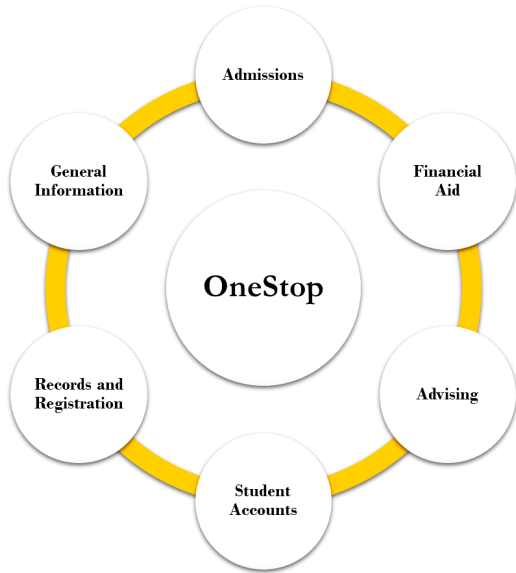 Admissions
General
Information
Financial
Aid
OneStop
Records and
Registration
Advising
Student
Accounts